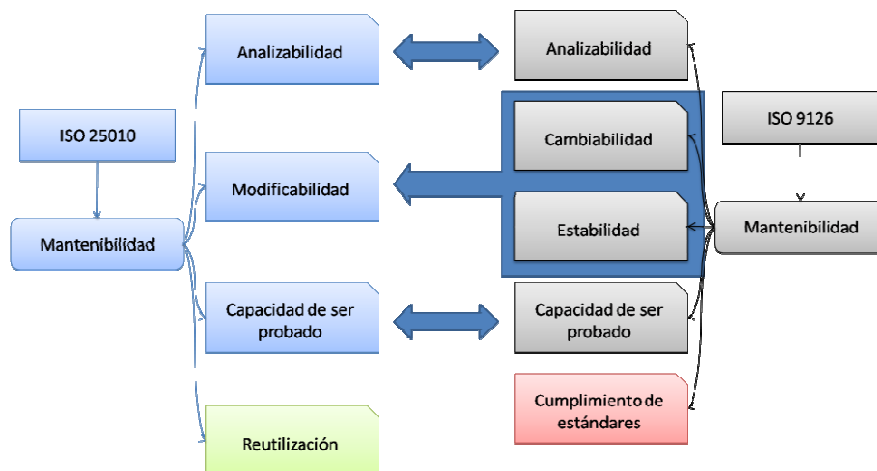 Analizabilidad
Analizabilidad
ISO 25010
ISO 9126
Cambiabilidad
Modificabilidad
Mantenibilidad
Estabilidad
Mantenibilidad
Capacidad de ser
probado
Capacidad de ser
probado
Cumplimiento de
estándares
Reutilización